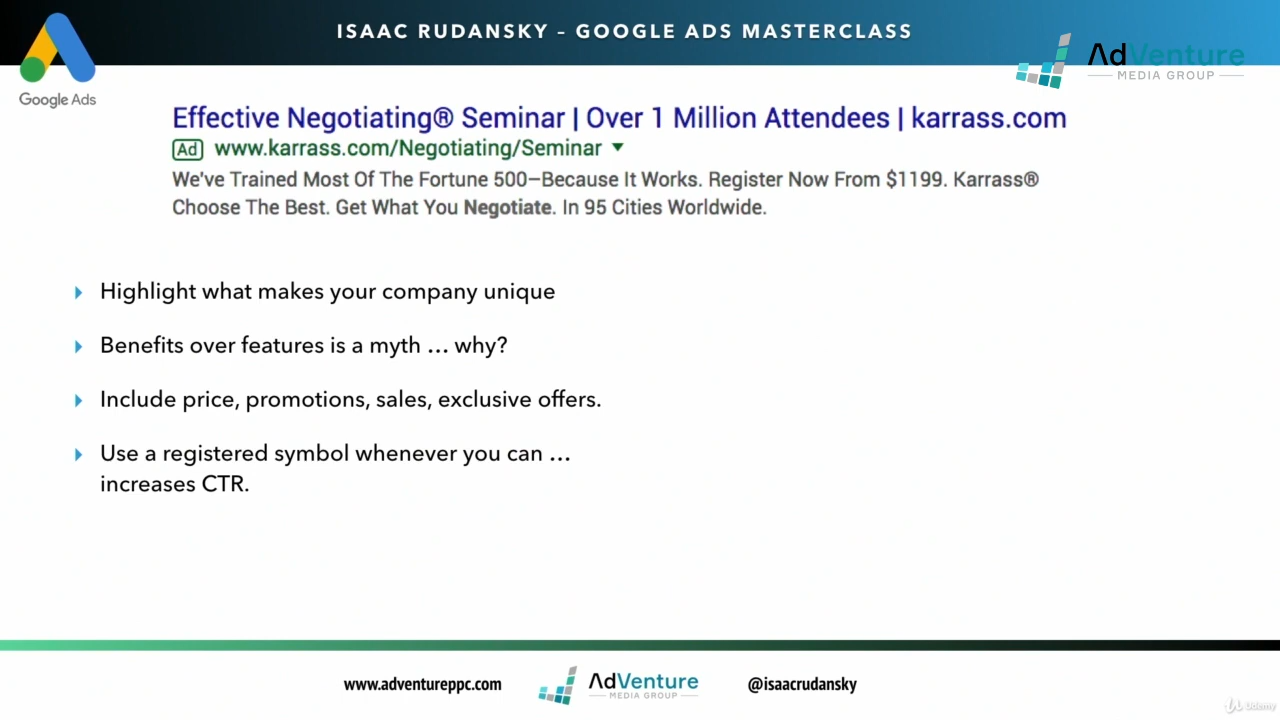 ISAAC RUDANSKY – GOOGLE ADS MASTERCLASS
Google Ads
AdVenture
MEDIA GROUP
Effective Negotiating® Seminar | Over 1 Million Attendees | karrass.com
Ad www.karrass.com/Negotiating/Seminar
We've Trained Most Of The Fortune 500–Because It Works. Register Now From $1199. Karrass®
Choose The Best. Get What You Negotiate. In 95 Cities Worldwide.
Highlight what makes your company unique
Benefits over features is a myth … why?
Include price, promotions, sales, exclusive offers.
Use a registered symbol whenever you can …
increases CTR.
www.adventureppc.com
AdVenture
MEDIA GROUP
@isaacrudansky
Udemy